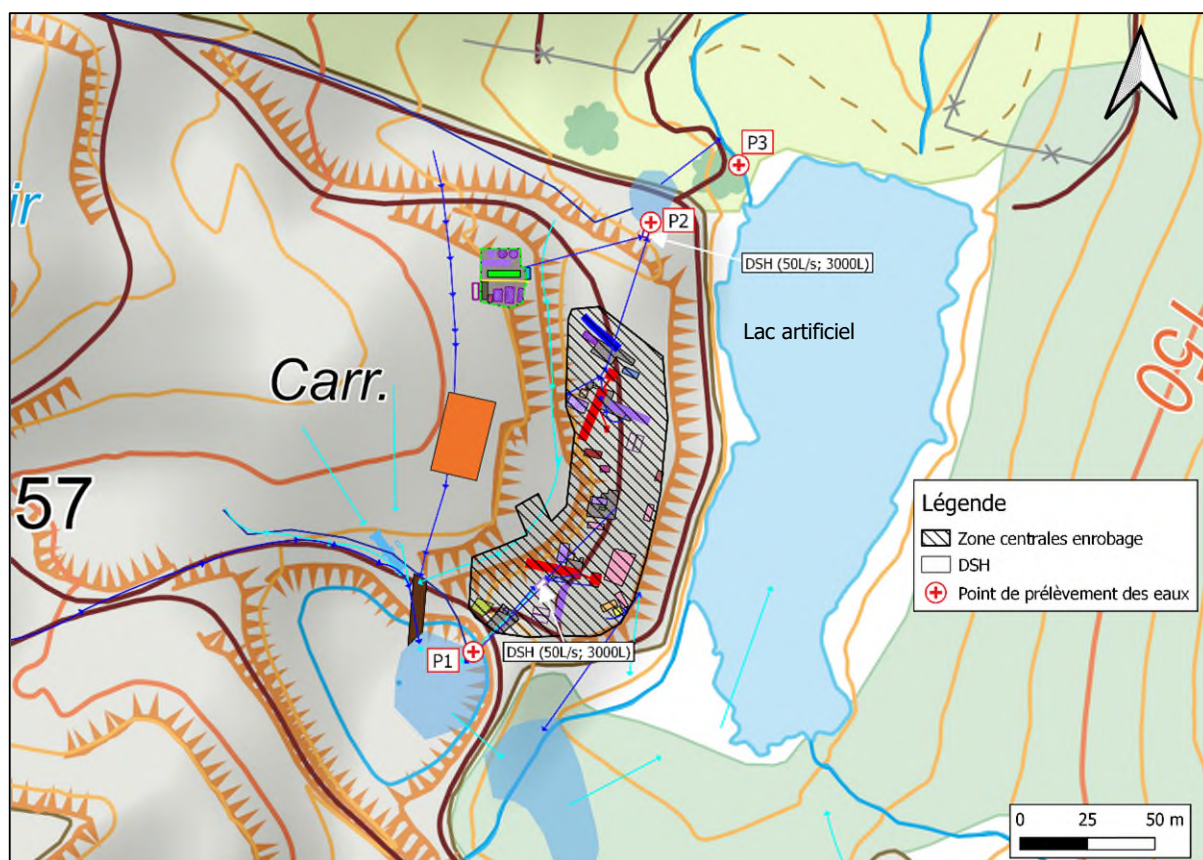 P3
P2
DSH (50L/s; 3000L)
ir
Lac artificiel
Carr.
150
57
Légende
Zone centrales enrobage
DSH
Point de prélèvement des eaux
P1
DSH (50L/s; 3000L)
0 25 50 m